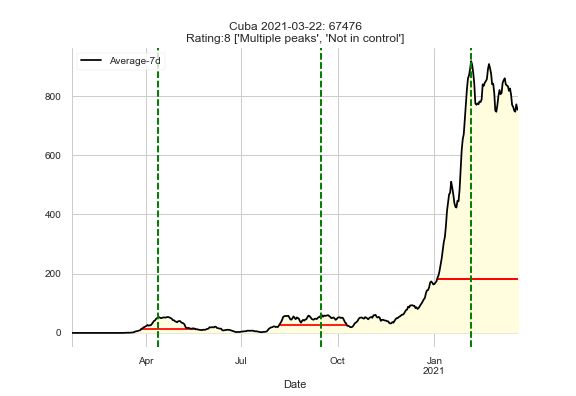 Cuba 2021-03-22: 67476
Rating:8 ['Multiple peaks', 'Not in control']
Average-7d
800
600
400
200
0
Apr
Jul
Oct
Jan
2021
Date